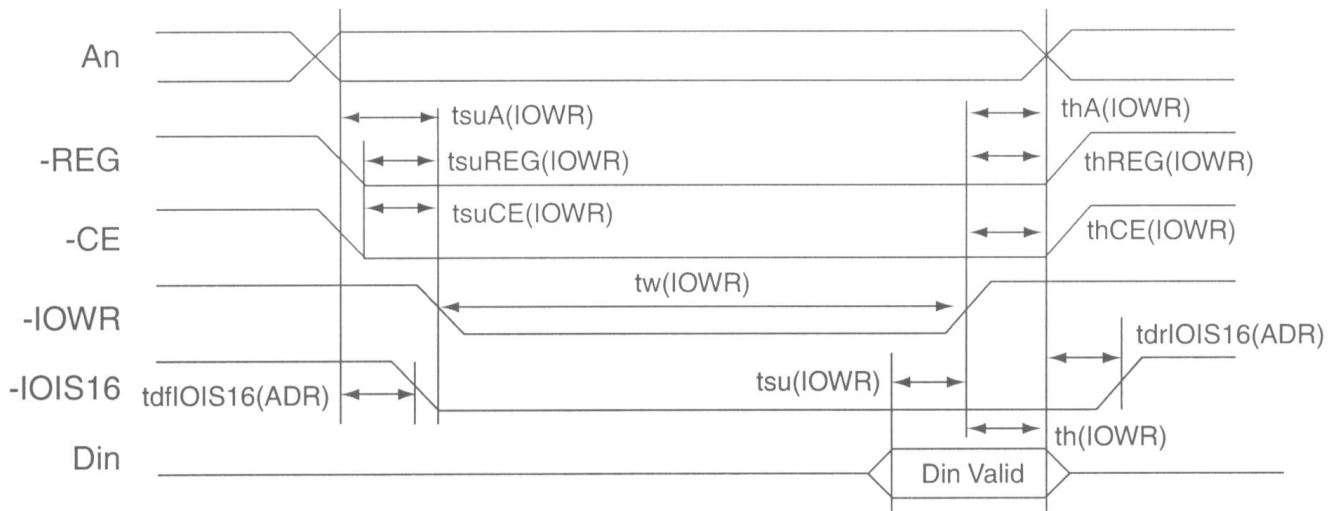 An
tsuA(IOWR)
thA(IOWR)
-REG
tsuREG(IOWR)
thREG(IOWR)
tsuCE(IOWR)
-CE
thCE(IOWR)
tw(IOWR)
-IOWR
tdrIOIS16(ADR)
-IOIS16
tdfIOIS16(ADR)
tsu(IOWR)
th(IOWR)
Din
Din Valid